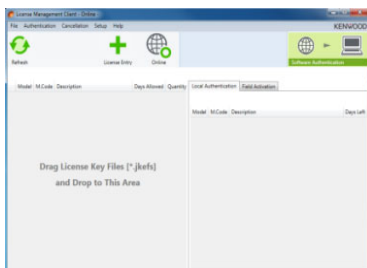 License Management Client - Online
File Authentication Cancellation Setup Help
KENWOOD
Refresh
License Entry
Online
Software Authentication
Model M.Code Description Days Allowed Quantity
Local Authentication Field Activation
Model M.Code Description Days Left
Drag License Key Files [*.jkefs]
and Drop to This Area